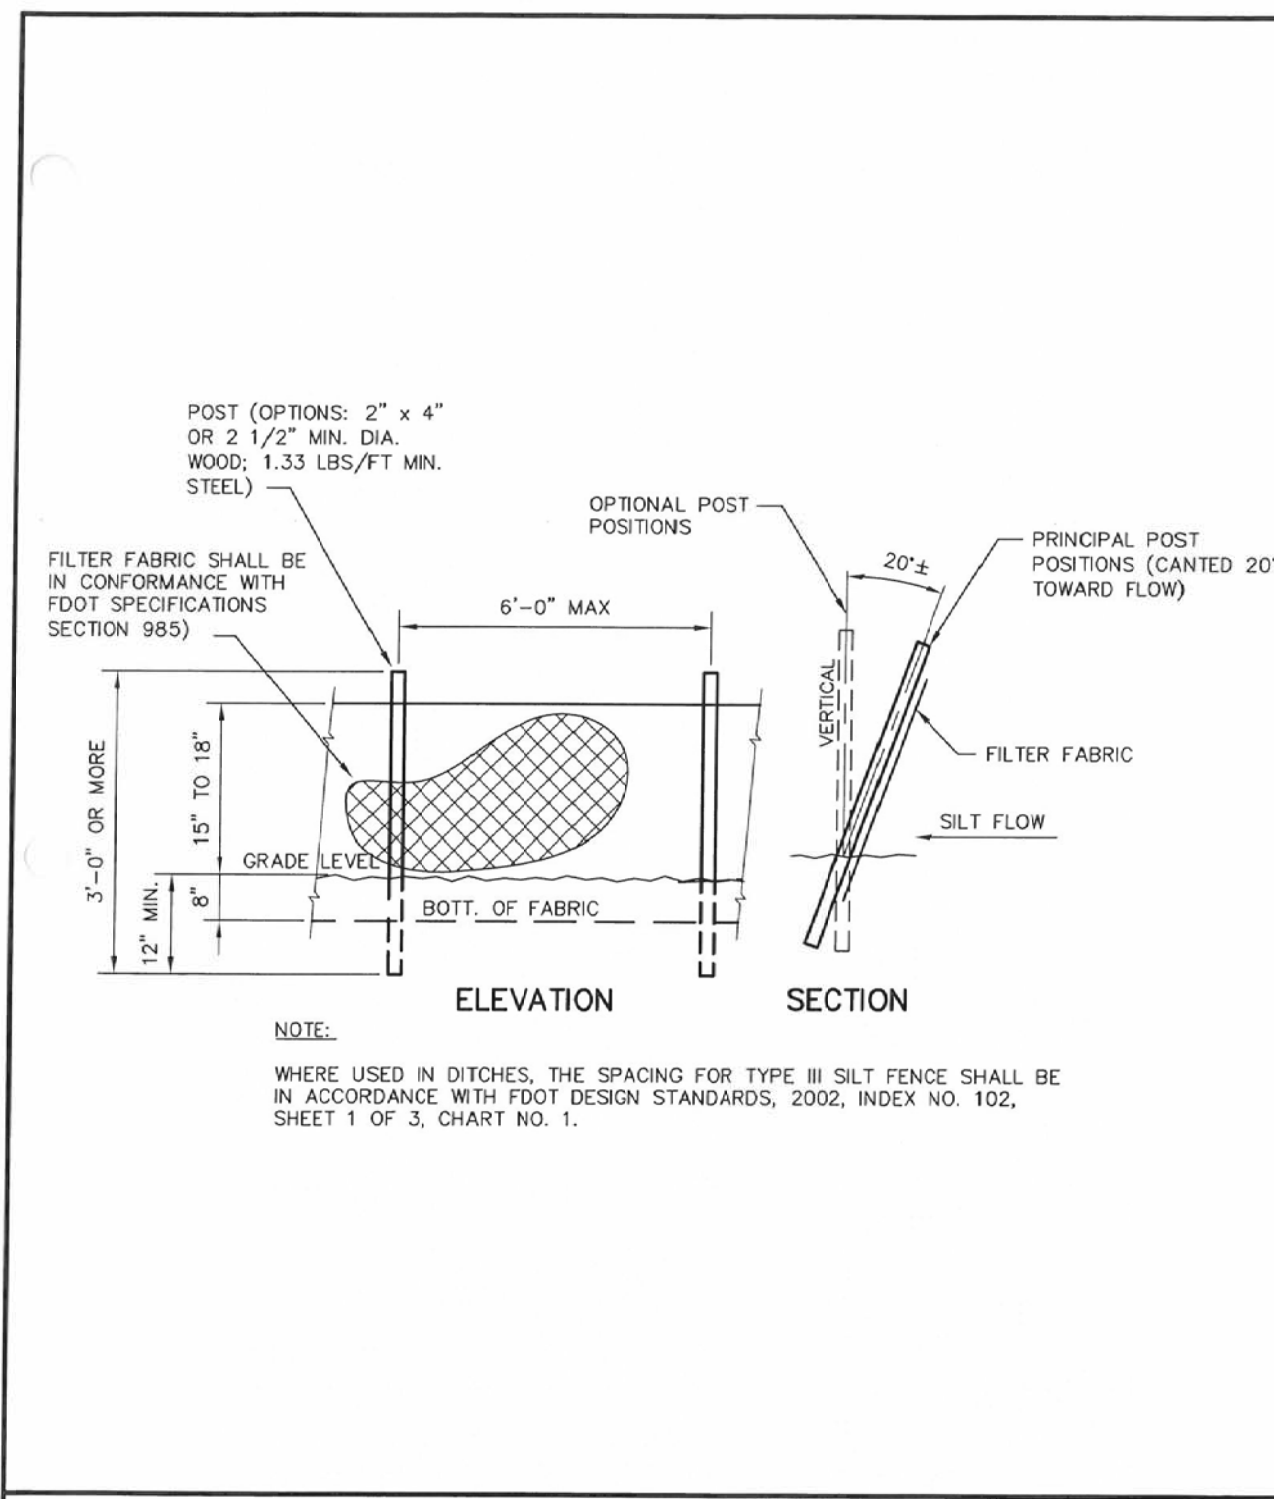 POST (OPTIONS: 2" x 4"
OR 2 1/2" MIN. DIA.
WOOD; 1.33 LBS/FT MIN.
STEEL)
OPTIONAL POST
POSITIONS
PRINCIPAL POST
POSITIONS (CANTED 20°
TOWARD FLOW)
20°±
FILTER FABRIC SHALL BE
IN CONFORMANCE WITH
FDOT SPECIFICATIONS
SECTION 985)
6'-0" MAX
VERTICAL
FILTER FABRIC
3'-0" OR MORE
15" TO 18"
SILT FLOW
GRADE LEVEL
8"
12" MIN.
BOTT. OF FABRIC
ELEVATION
SECTION
NOTE:
WHERE USED IN DITCHES, THE SPACING FOR TYPE III SILT FENCE SHALL BE
IN ACCORDANCE WITH FDOT DESIGN STANDARDS, 2002, INDEX NO. 102,
SHEET 1 OF 3, CHART NO. 1.